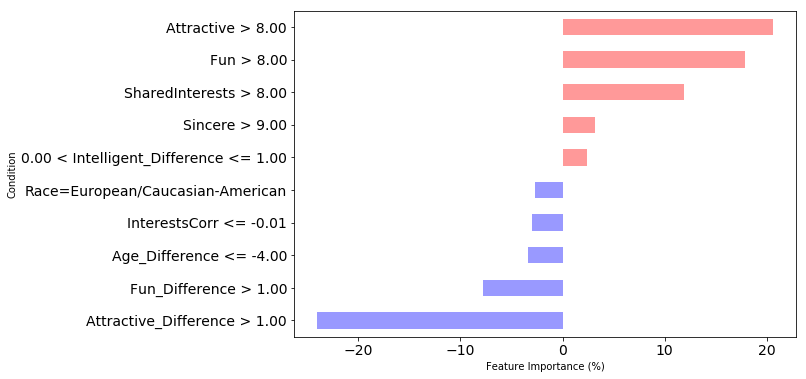 Attractive > 8.00
Fun > 8.00
SharedInterests > 8.00
Sincere > 9.00
0.00 < Intelligent_Difference <= 1.00
Race=European/Caucasian-American
InterestsCorr <= -0.01
Age_Difference <= -4.00
Fun_Difference > 1.00
Attractive_Difference > 1.00
Condition
−20 −10 0 10 20
Feature Importance (%)